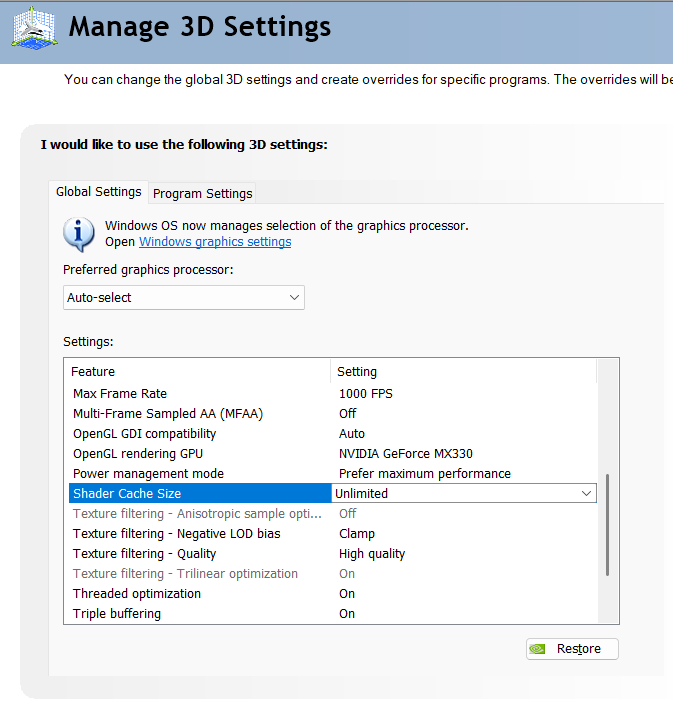 Manage 3D Settings
You can change the global 3D settings and create overrides for specific programs. The overrides will be
I would like to use the following 3D settings:
Global Settings Program Settings
Windows OS now manages selection of the graphics processor.
Open Windows graphics settings
Preferred graphics processor:
Auto-select
Settings:
Feature Setting
Max Frame Rate 1000 FPS
Multi-Frame Sampled AA (MFAA) Off
OpenGL GDI compatibility Auto
OpenGL rendering GPU NVIDIA GeForce MX330
Power management mode Prefer maximum performance
Shader Cache Size Unlimited
Texture filtering - Anisotropic sample opti... Off
Texture filtering - Negative LOD bias Clamp
Texture filtering - Quality High quality
Texture filtering - Trilinear optimization On
Threaded optimization On
Triple buffering On
Restore